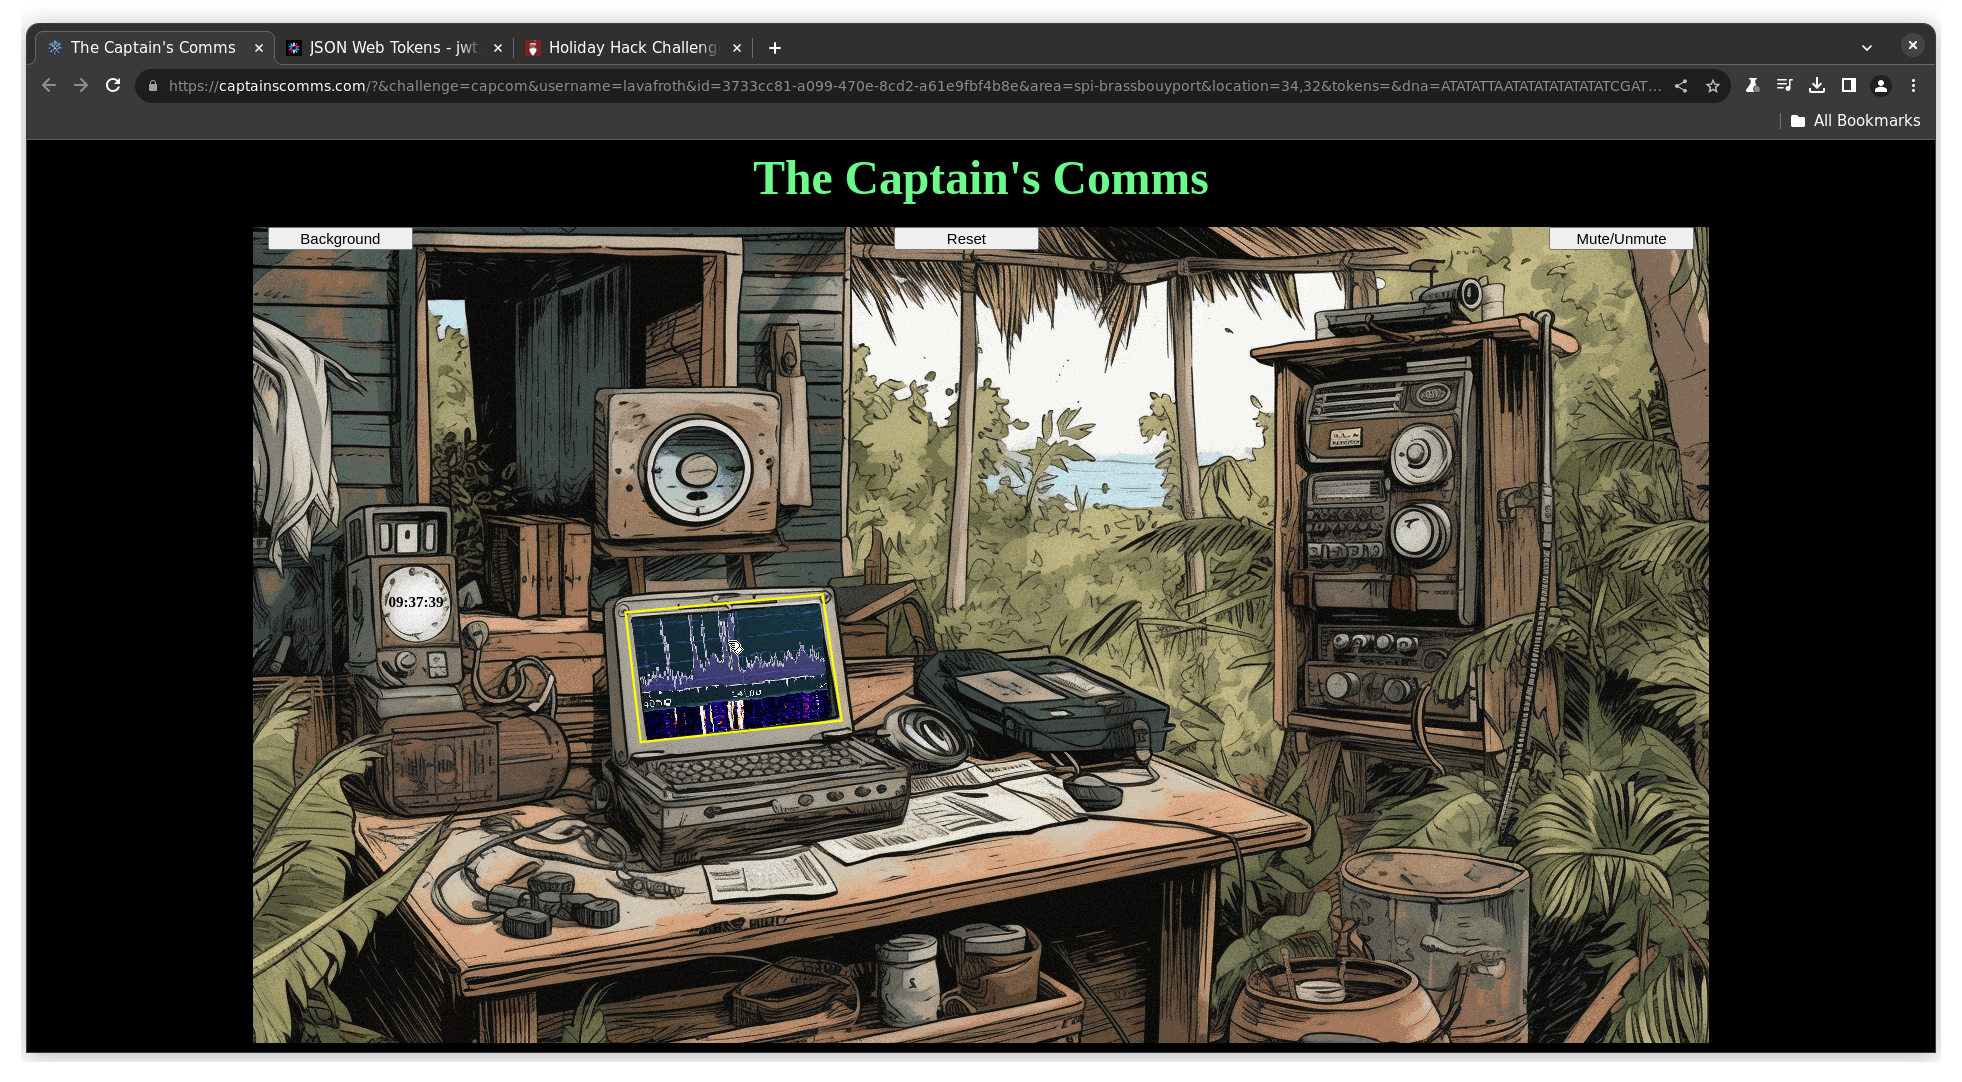 The Captain's Comms
JSON Web Tokens - jwt.
Holiday Hack Challeng
https://captainscomms.com/?&challenge=capcom&username=lavafroth&id=3733cc81-a099-470e-8cd2-a61e9fbf4b8e&area=spi-brassbouyport&location=34,32&tokens=&dna=ATATATTAATATATATATATATCGAT...
All Bookmarks
The Captain's Comms
Background
Reset
Mute/Unmute
09:37:39